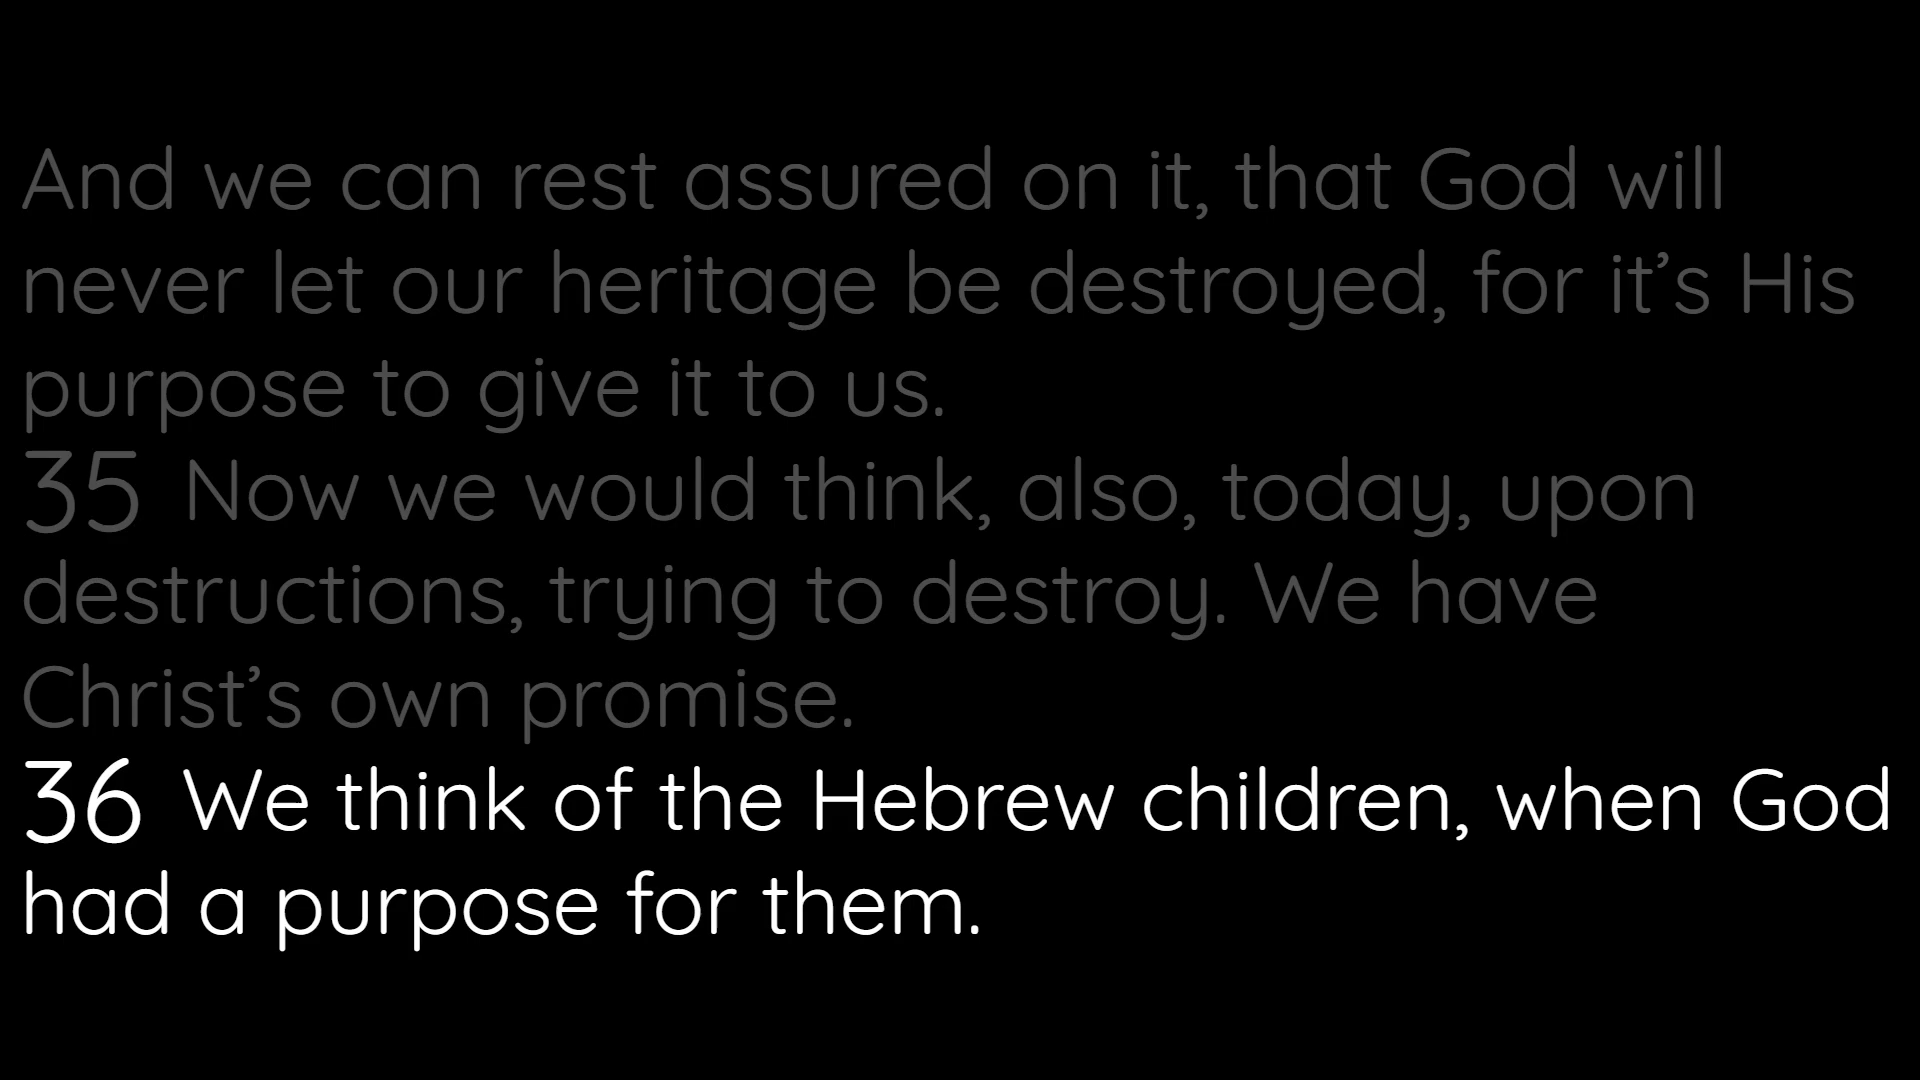 And we can rest assured on it, that God will
never let our heritage be destroyed, for it’s His
purpose to give it to us.
35 Now we would think, also, today, upon
destructions, trying to destroy. We have
Christ’s own promise.
36 We think of the Hebrew children, when God
had a purpose for them.